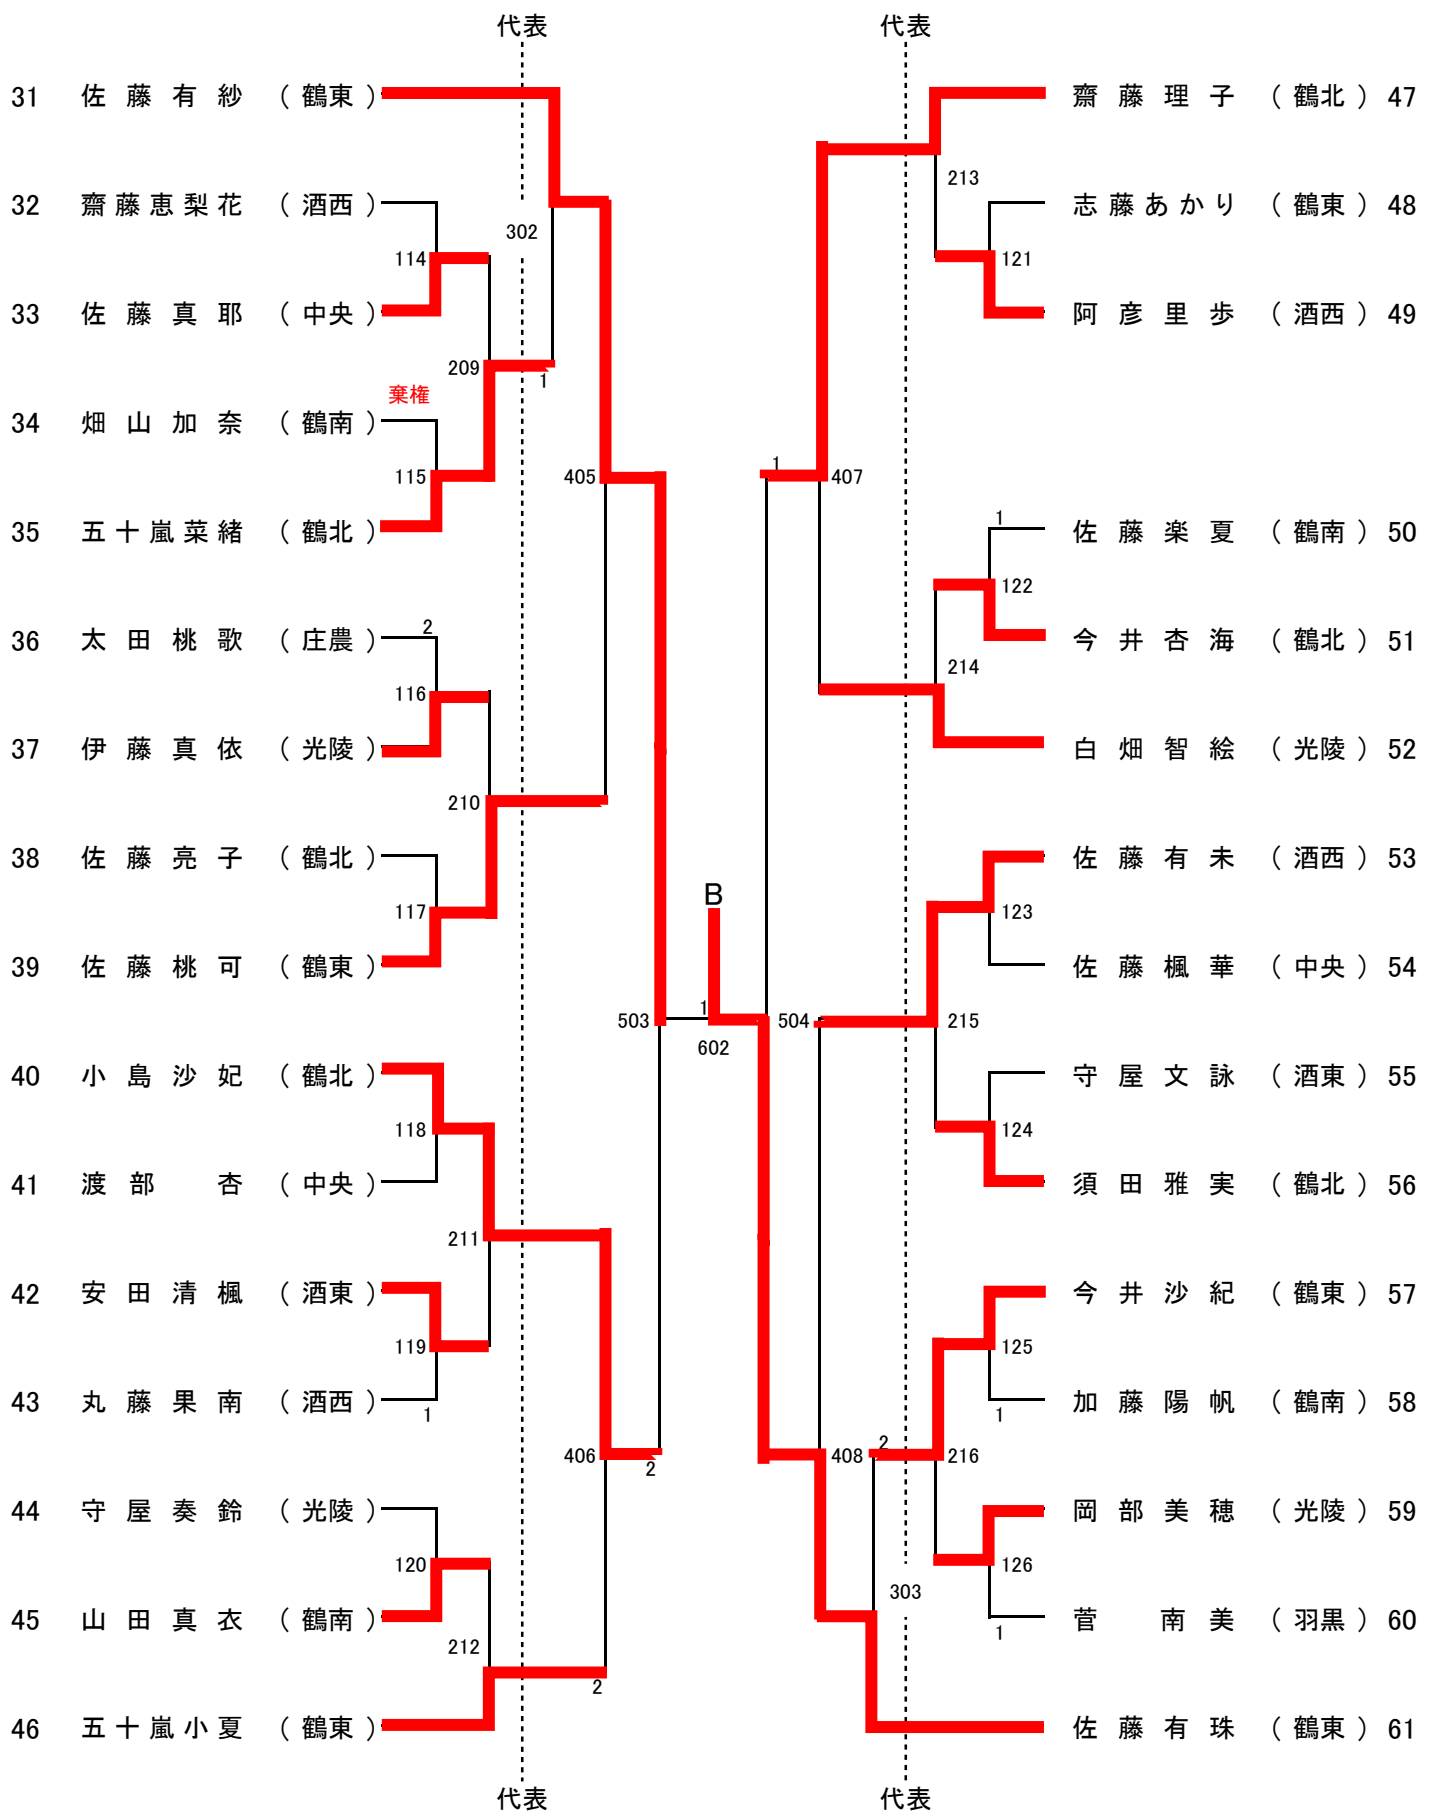 代表 代表
31 佐藤有紗 （鶴東）
32 齋藤恵梨花 （酒西）
302
114
33 佐藤真耶 （中央）
209
1
棄権
34 畑山加奈 （鶴南）
115
405
35 五十嵐菜緒 （鶴北）
2
36 太田桃歌 （庄農）
116
37 伊藤真依 （光陵）
210
38 佐藤亮子 （鶴北）
117
39 佐藤桃可 （鶴東）
503
40 小島沙妃 （鶴北）
118
41 渡部 杏 （中央）
211
42 安田清楓 （酒東）
119
43 丸藤果南 （酒西）
1
406
2
44 守屋奏鈴 （光陵）
120
45 山田真衣 （鶴南）
212
2
46 五十嵐小夏 （鶴東）
B
1
602
齋藤理子 （鶴北） 47
213
志藤あかり （鶴東） 48
121
阿彦里歩 （酒西） 49
1
407
1
佐藤楽夏 （鶴南） 50
122
今井杏海 （鶴北） 51
214
白畑智絵 （光陵） 52
佐藤有未 （酒西） 53
123
佐藤楓華 （中央） 54
504
215
守屋文詠 （酒東） 55
124
須田雅実 （鶴北） 56
今井沙紀 （鶴東） 57
125
加藤陽帆 （鶴南） 58
1
2
408
216
岡部美穂 （光陵） 59
126
303
菅 南美 （羽黒） 60
1
佐藤有珠 （鶴東） 61
代表 代表